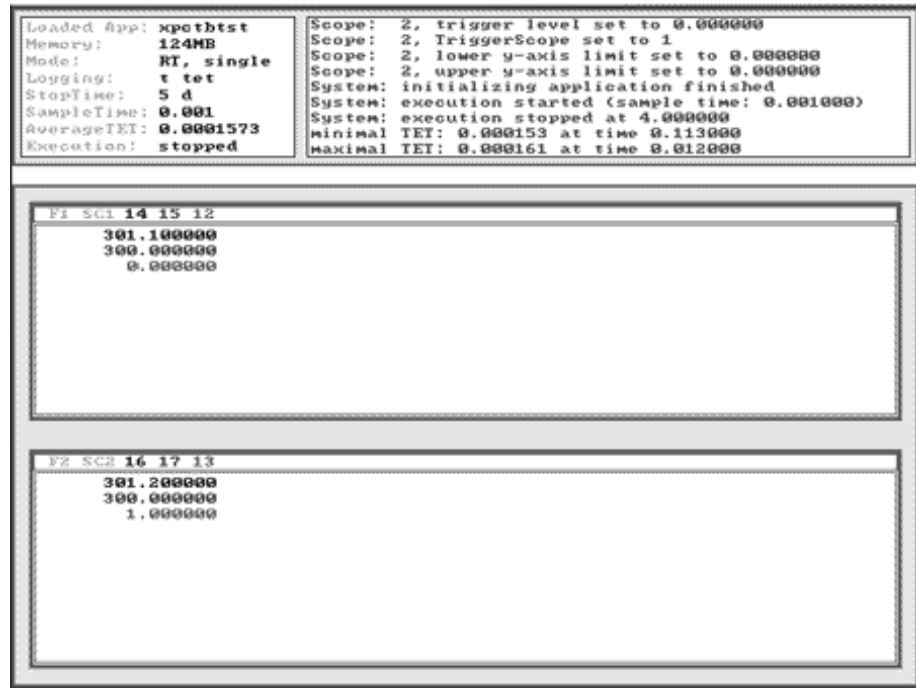 Loaded App: xpctbtst
Memory: 124MB
Mode: RT, single
Logging: t tet
StopTime: 5 d
SampleTime: 0.001
AverageTET: 0.0001573
Execution: stopped
Scope: 2, trigger level set to 0.000000
Scope: 2, TriggerScope set to 1
Scope: 2, lower y-axis limit set to 0.000000
Scope: 2, upper y-axis limit set to 0.000000
System: initializing application finished
System: execution started (sample time: 0.001000)
System: execution stopped at 4.000000
minimal TET: 0.000153 at time 0.113000
maximal TET: 0.000161 at time 0.012000
F1 SC1 14 15 12
301.100000
300.000000
0.000000
F2 SC2 16 17 13
301.200000
300.000000
1.000000